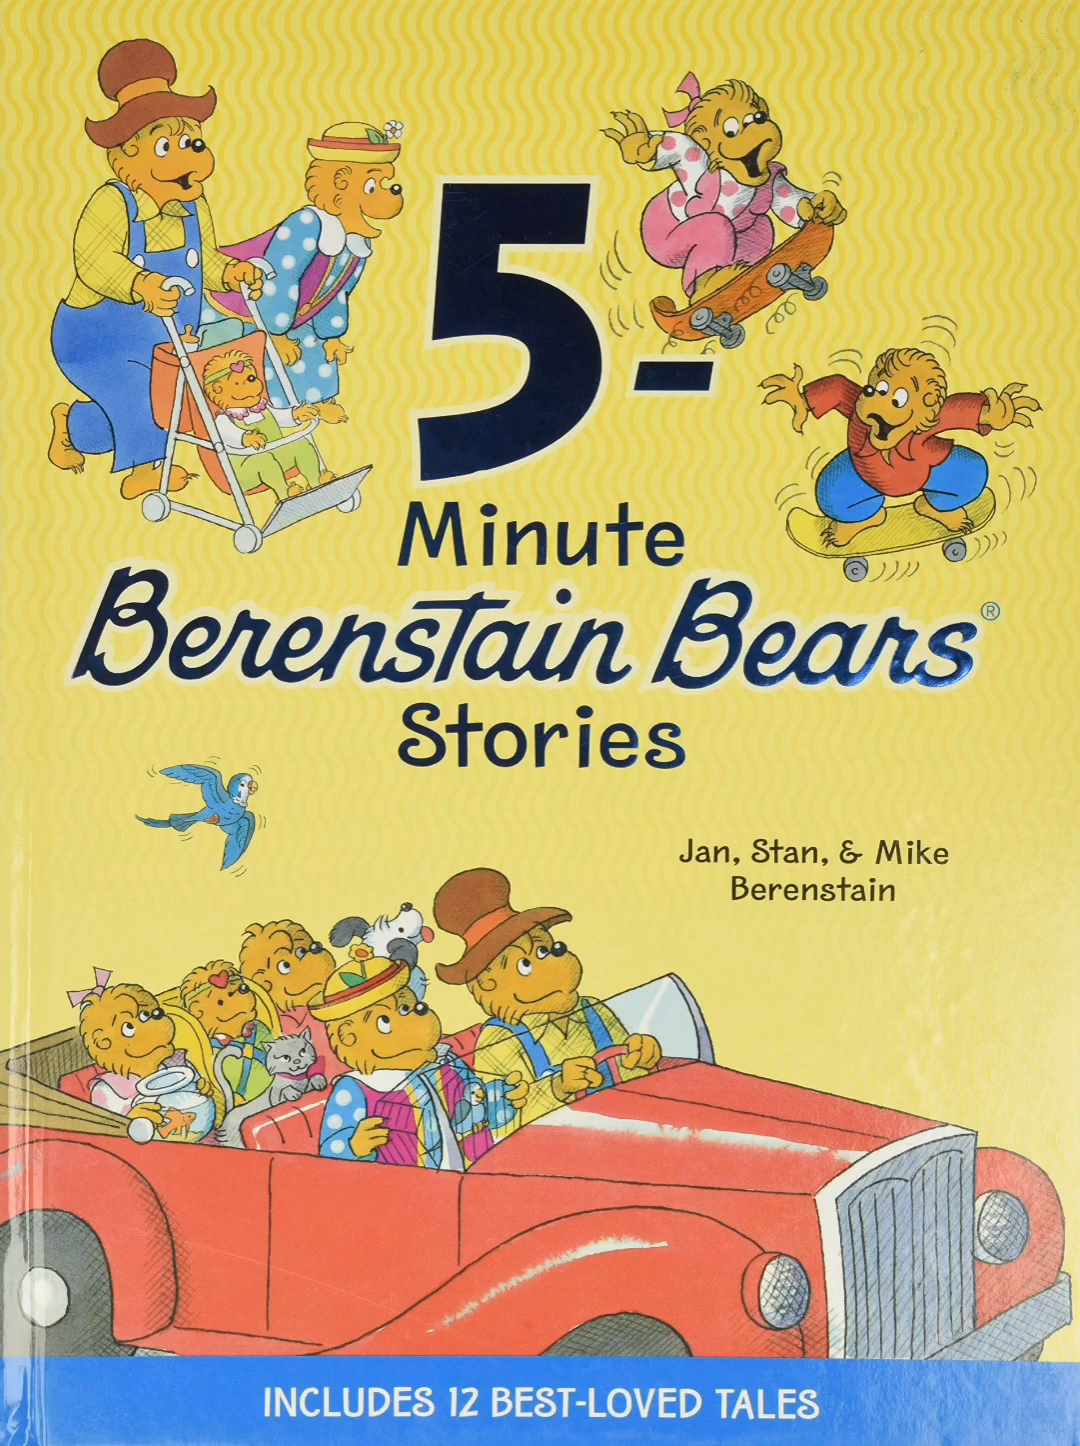 5-
Minute
Berenstain Bears®
Stories
Jan, Stan, & Mike
Berenstain
INCLUDES 12 BEST-LOVED TALES